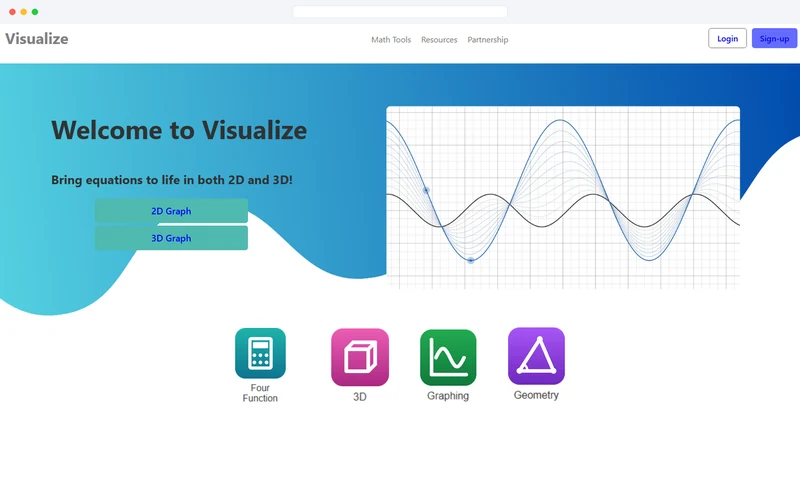 Visualize
Math Tools
Resources
Partnership
Login
Sign-up
Welcome to Visualize
Bring equations to life in both 2D and 3D!
2D Graph
3D Graph
Four
Function
3D
Graphing
Geometry